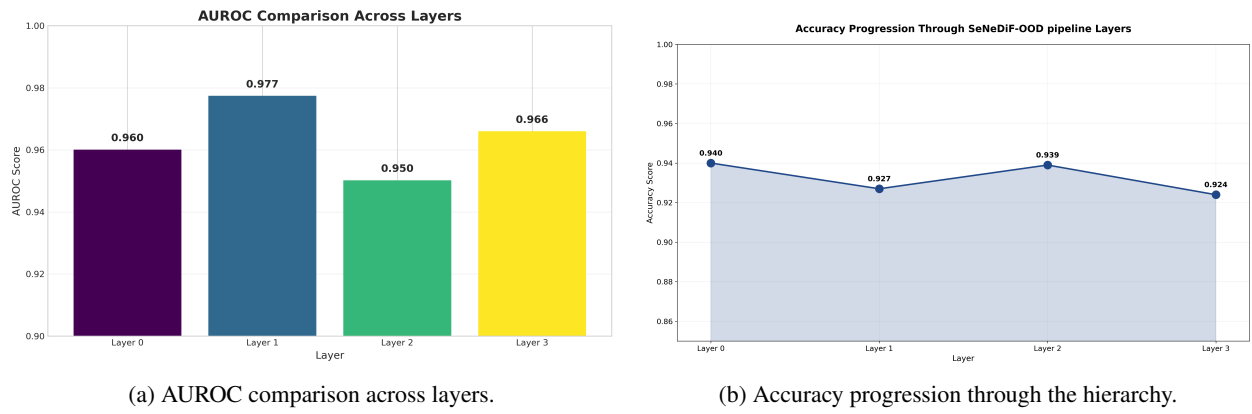 AUROC Comparison Across Layers
1.00
0.98
0.96
0.94
0.92
0.90
AUROC Score
0.960
0.977
0.950
0.966
Layer 0
Layer 1
Layer 2
Layer 3
Layer
(a) AUROC comparison across layers.
Accuracy Progression Through SeNeDiF-OOD pipeline Layers
1.00
0.98
0.96
0.94
0.92
0.90
0.88
0.86
Accuracy Score
0.940
0.927
0.939
0.924
Layer 0
Layer 1
Layer 2
Layer 3
Layer
(b) Accuracy progression through the hierarchy.